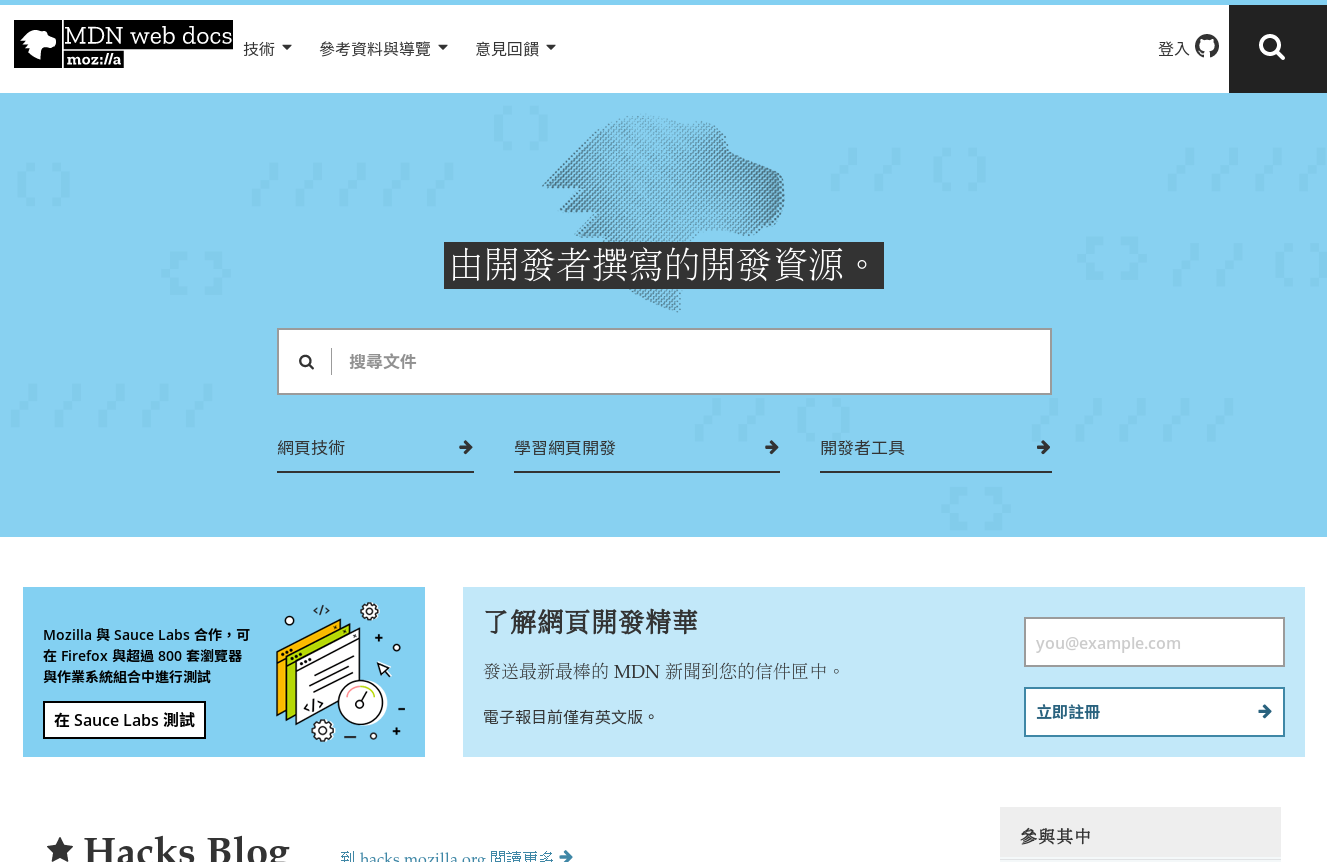 MDN web docs
moz://a
技術 參考資料與導覽 意見回饋 登入
由開發者撰寫的開發資源。
搜尋文件
網頁技術 學習網頁開發 開發者工具
Mozilla 與 Sauce Labs 合作，可
在 Firefox 與超過 800 套瀏覽器
與作業系統組合中進行測試
在 Sauce Labs 測試
</>
</>
了解網頁開發精華
發送最新最棒的 MDN 新聞到您的信件匣中。
電子報目前僅有英文版。
you@example.com
立即註冊
Hacks Blog
到 hacks.mozilla.org 閱讀更多
參與其中